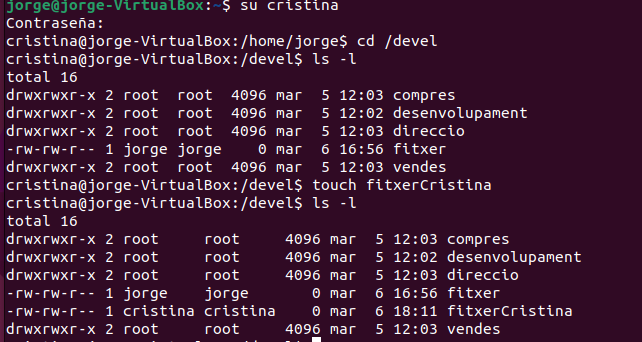 jorge@jorge-VirtualBox:~$ su cristina
Contraseña:
cristina@jorge-VirtualBox:/home/jorge$ cd /devel
cristina@jorge-VirtualBox:/devel$ ls -l
total 16
drwxrwxr-x 2 root  root  4096 mar  5 12:03 compres
drwxrwxr-x 2 root  root  4096 mar  5 12:02 desenvolupament
drwxrwxr-x 2 root  root  4096 mar  5 12:03 direccio
-rw-rw-r-- 1 jorge jorge    0 mar  6 16:56 fitxer
drwxrwxr-x 2 root  root  4096 mar  5 12:03 vendes
cristina@jorge-VirtualBox:/devel$ touch fitxerCristina
cristina@jorge-VirtualBox:/devel$ ls -l
total 16
drwxrwxr-x 2 root     root     4096 mar  5 12:03 compres
drwxrwxr-x 2 root     root     4096 mar  5 12:02 desenvolupament
drwxrwxr-x 2 root     root     4096 mar  5 12:03 direccio
-rw-rw-r-- 1 jorge    jorge       0 mar  6 16:56 fitxer
-rw-rw-r-- 1 cristina cristina    0 mar  6 18:11 fitxerCristina
drwxrwxr-x 2 root     root     4096 mar  5 12:03 vendes